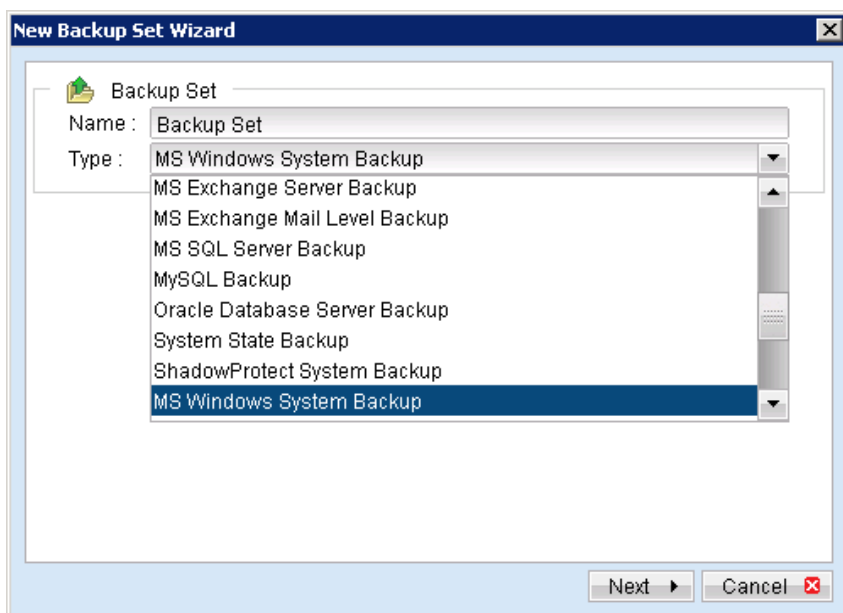 New Backup Set Wizard
Backup Set
Name : Backup Set
Type : MS Windows System Backup
MS Exchange Server Backup
MS Exchange Mail Level Backup
MS SQL Server Backup
MySQL Backup
Oracle Database Server Backup
System State Backup
ShadowProtect System Backup
MS Windows System Backup
Next Cancel